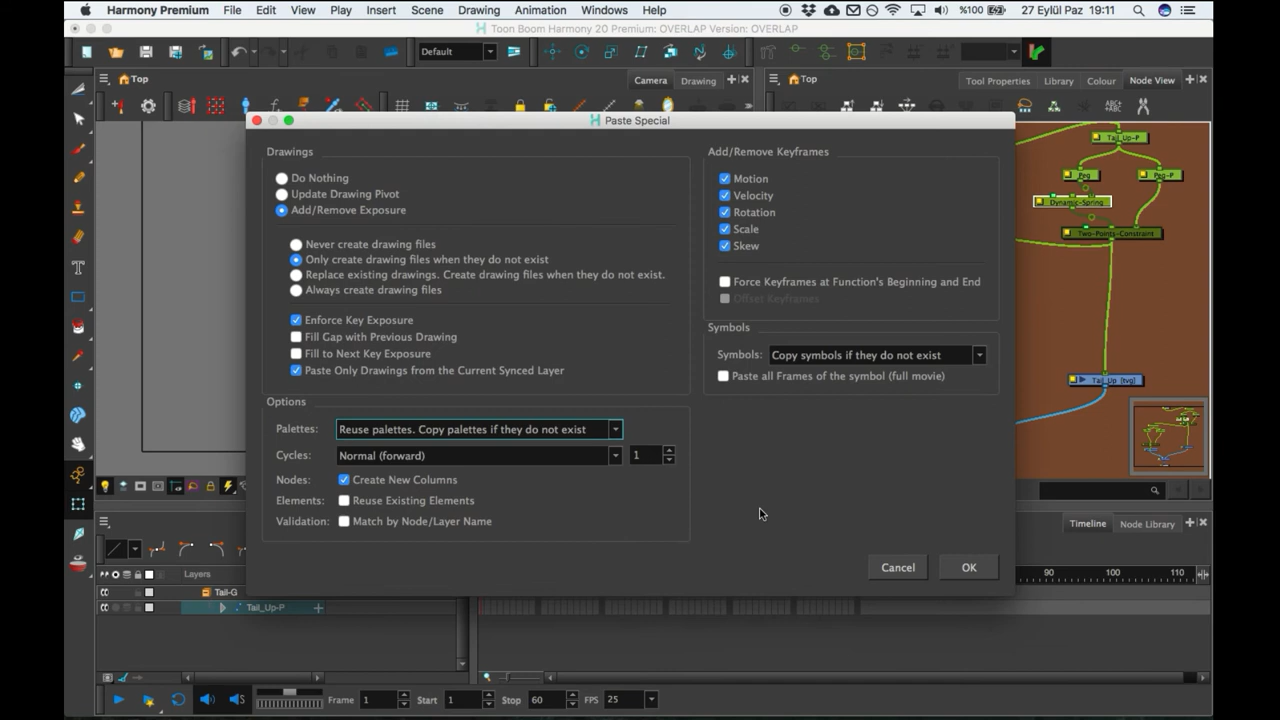 Harmony Premium File Edit View Play Insert Scene Drawing Animation Windows Help %100 27 Eylül Paz 19:11
Toon Boom Harmony 20 Premium: OVERLAP Version: OVERLAP
Default
Top Camera Drawing Top Tool Properties Library Colour Node View
Paste Special
Tail_Up-P
Peg Peg-P
Dynamic-Spring
Two-Points-Constraint
Tail_Up [tvg]
Drawings
Do Nothing
Update Drawing Pivot
Add/Remove Exposure
Never create drawing files
Only create drawing files when they do not exist
Replace existing drawings. Create drawing files when they do not exist.
Always create drawing files
Enforce Key Exposure
Fill Gap with Previous Drawing
Fill to Next Key Exposure
Paste Only Drawings from the Current Synced Layer
Options
Palettes: Reuse palettes. Copy palettes if they do not exist
Cycles: Normal (forward) 1
Nodes: Create New Columns
Elements: Reuse Existing Elements
Validation: Match by Node/Layer Name
Add/Remove Keyframes
Motion
Velocity
Rotation
Scale
Skew
Force Keyframes at Function's Beginning and End
Offset Keyframes
Symbols
Symbols: Copy symbols if they do not exist
Paste all Frames of the symbol (full movie)
Cancel OK
Timeline Node Library
Layers 90 100 110
Tail-G
Tail_Up-P
Frame 1 Start 1 Stop 60 FPS 25